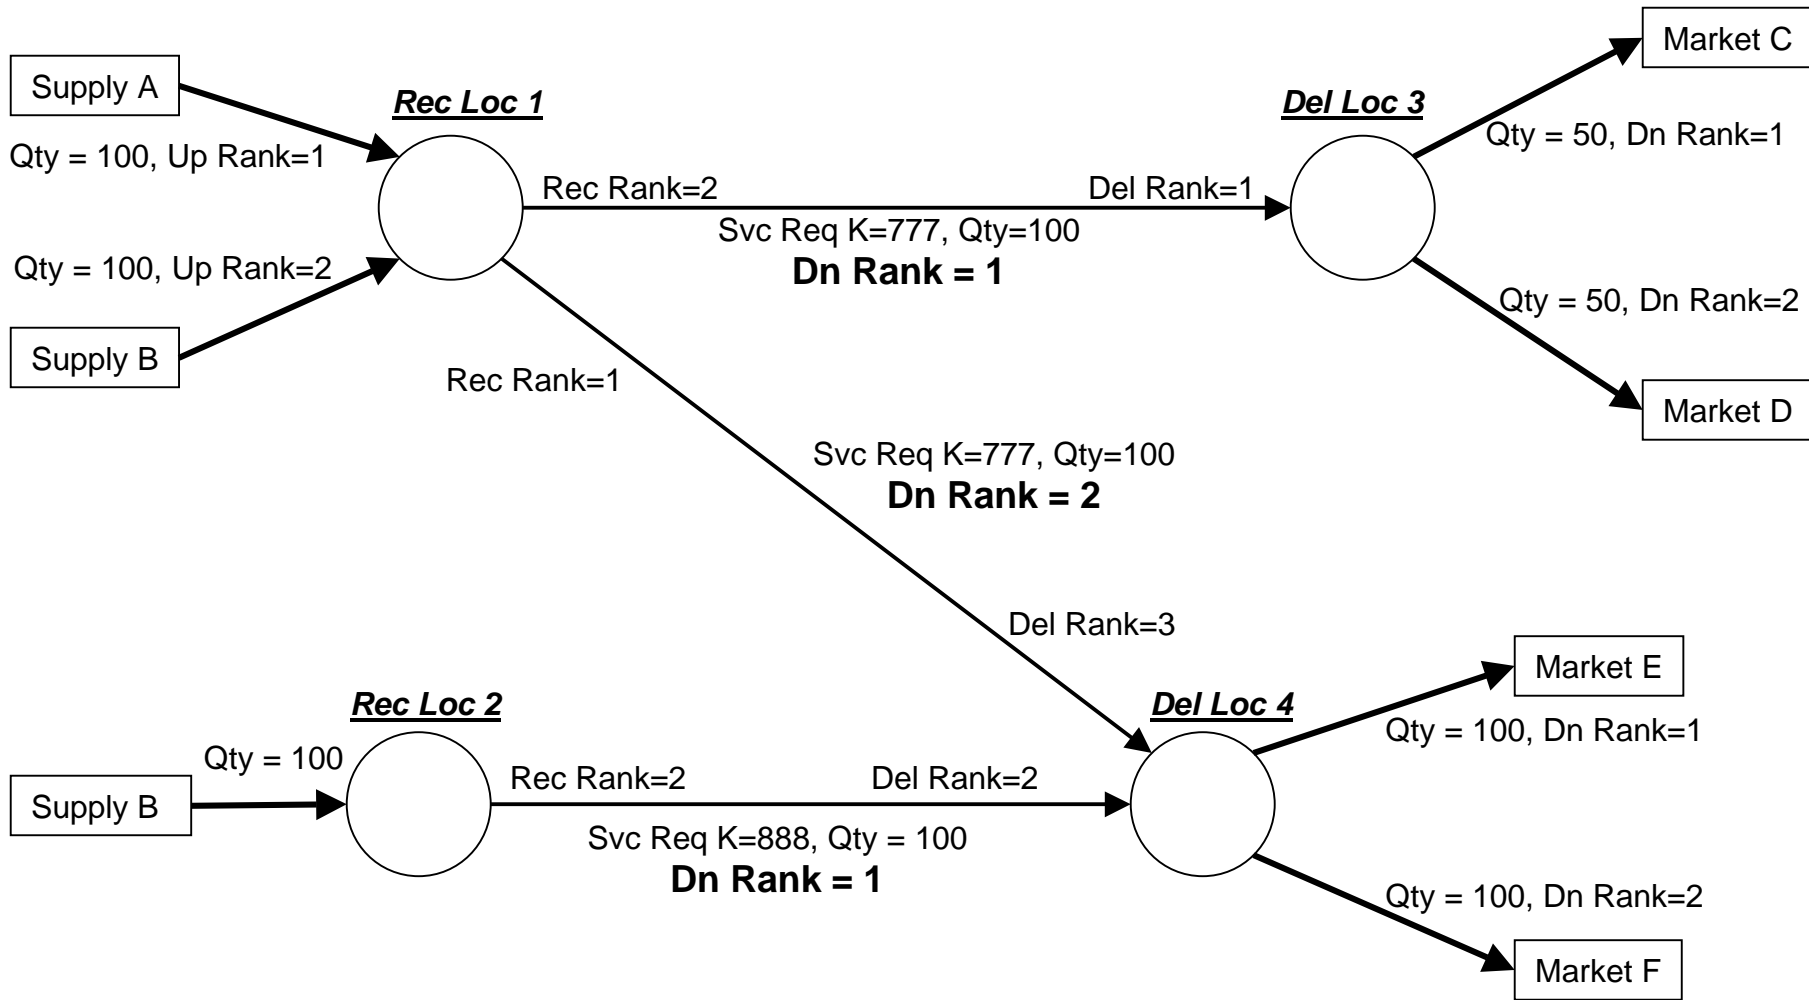 Market C
Supply A
Rec Loc 1
Del Loc 3
Qty = 100, Up Rank=1
Qty = 50, Dn Rank=1
Rec Rank=2
Del Rank=1
Svc Req K=777, Qty=100
Dn Rank = 1
Qty = 100, Up Rank=2
Qty = 50, Dn Rank=2
Supply B
Rec Rank=1
Market D
Svc Req K=777, Qty=100
Dn Rank = 2
Del Rank=3
Market E
Rec Loc 2
Del Loc 4
Qty = 100, Dn Rank=1
Qty = 100
Rec Rank=2
Del Rank=2
Supply B
Svc Req K=888, Qty = 100
Dn Rank = 1
Qty = 100, Dn Rank=2
Market F